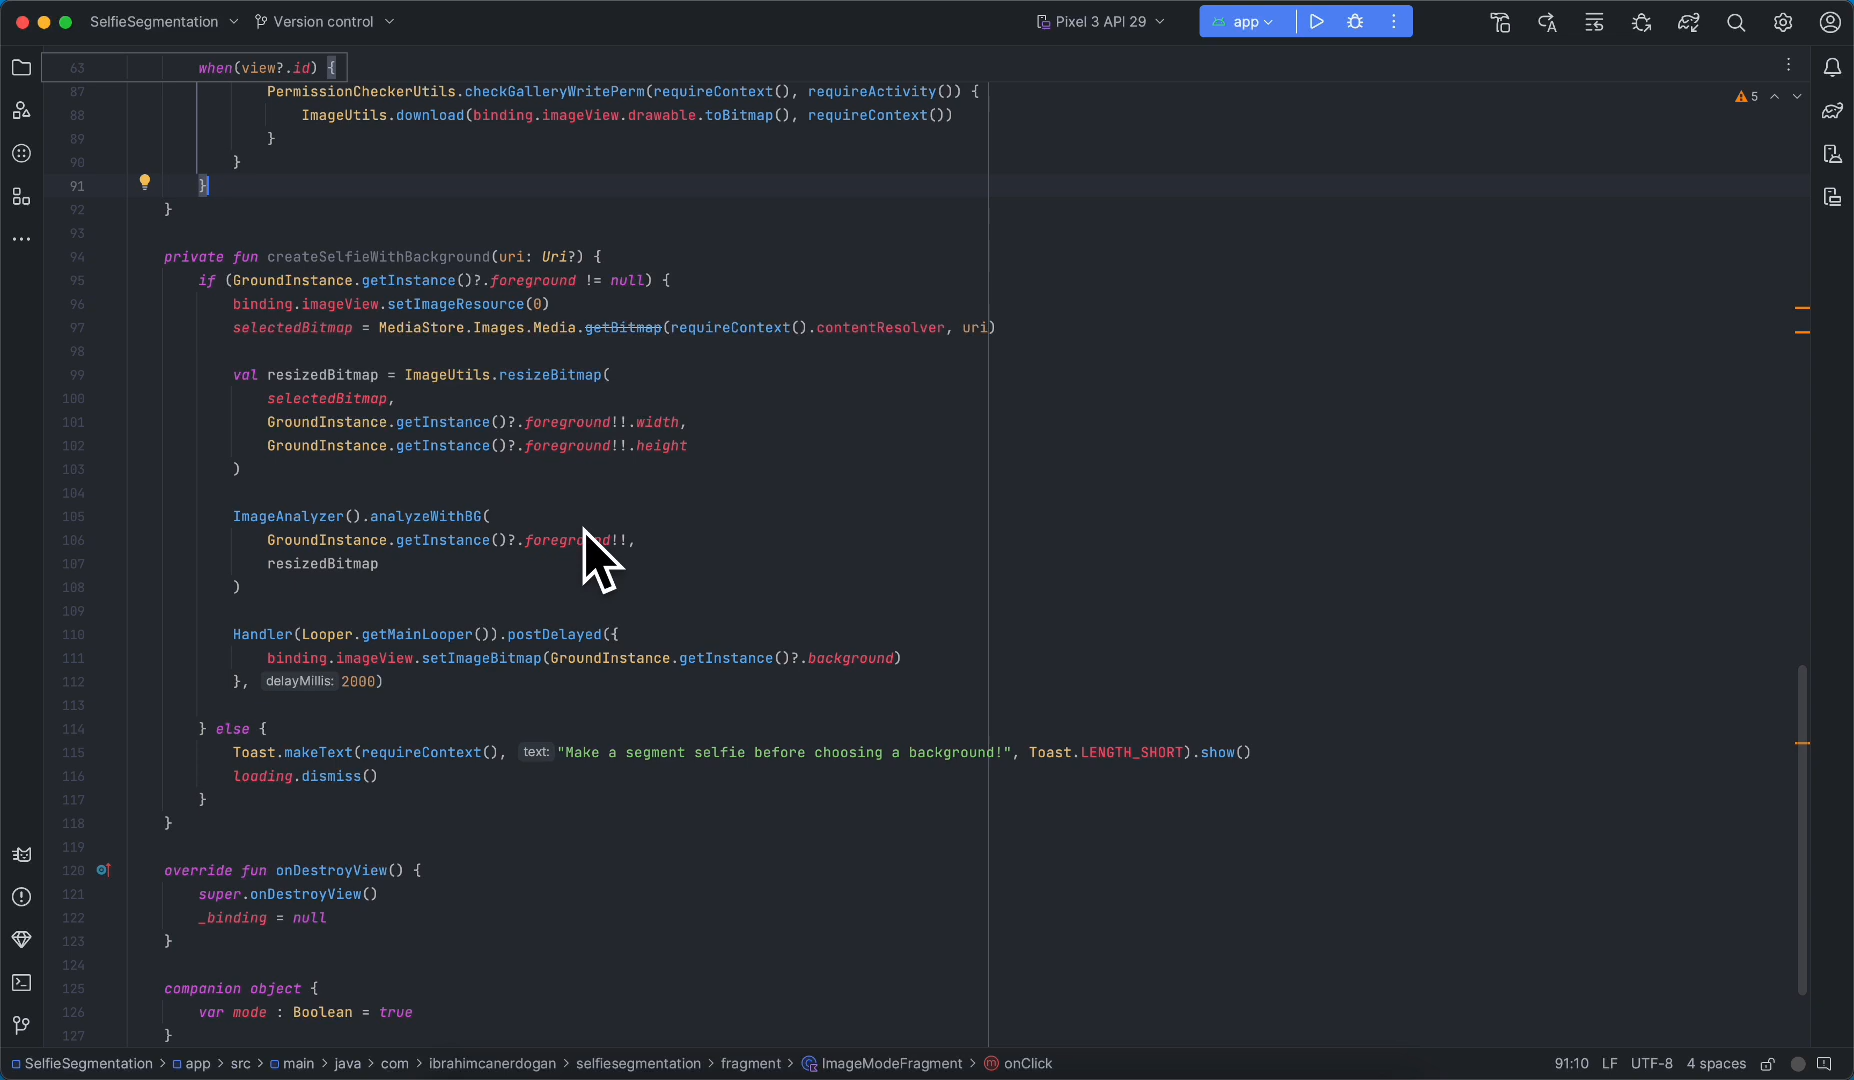 SelfieSegmentation Version control Pixel 3 API 29 app
63 when(view?.id) {
87 PermissionCheckerUtils.checkGalleryWritePerm(requireContext(), requireActivity()) { 5
88 ImageUtils.download(binding.imageView.drawable.toBitmap(), requireContext())
89 }
90 }
91 }
92 }
93
94 private fun createSelfieWithBackground(uri: Uri?) {
95 if (GroundInstance.getInstance()?.foreground != null) {
96 binding.imageView.setImageResource(0)
97 selectedBitmap = MediaStore.Images.Media.getBitmap(requireContext().contentResolver, uri)
98
99 val resizedBitmap = ImageUtils.resizeBitmap(
100 selectedBitmap,
101 GroundInstance.getInstance()?.foreground!!.width,
102 GroundInstance.getInstance()?.foreground!!.height
103 )
104
105 ImageAnalyzer().analyzeWithBG(
106 GroundInstance.getInstance()?.foreground!!,
107 resizedBitmap
108 )
109
110 Handler(Looper.getMainLooper()).postDelayed({
111 binding.imageView.setImageBitmap(GroundInstance.getInstance()?.background)
112 }, delayMillis: 2000)
113
114 } else {
115 Toast.makeText(requireContext(), text: "Make a segment selfie before choosing a background!", Toast.LENGTH_SHORT).show()
116 loading.dismiss()
117 }
118 }
119
120 override fun onDestroyView() {
121 super.onDestroyView()
122 _binding = null
123 }
124
125 companion object {
126 var mode : Boolean = true
127 }
SelfieSegmentation > app > src > main > java > com > ibrahimcanerdogan > selfiesegmentation > fragment > ImageModeFragment > onClick 91:10 LF UTF-8 4 spaces